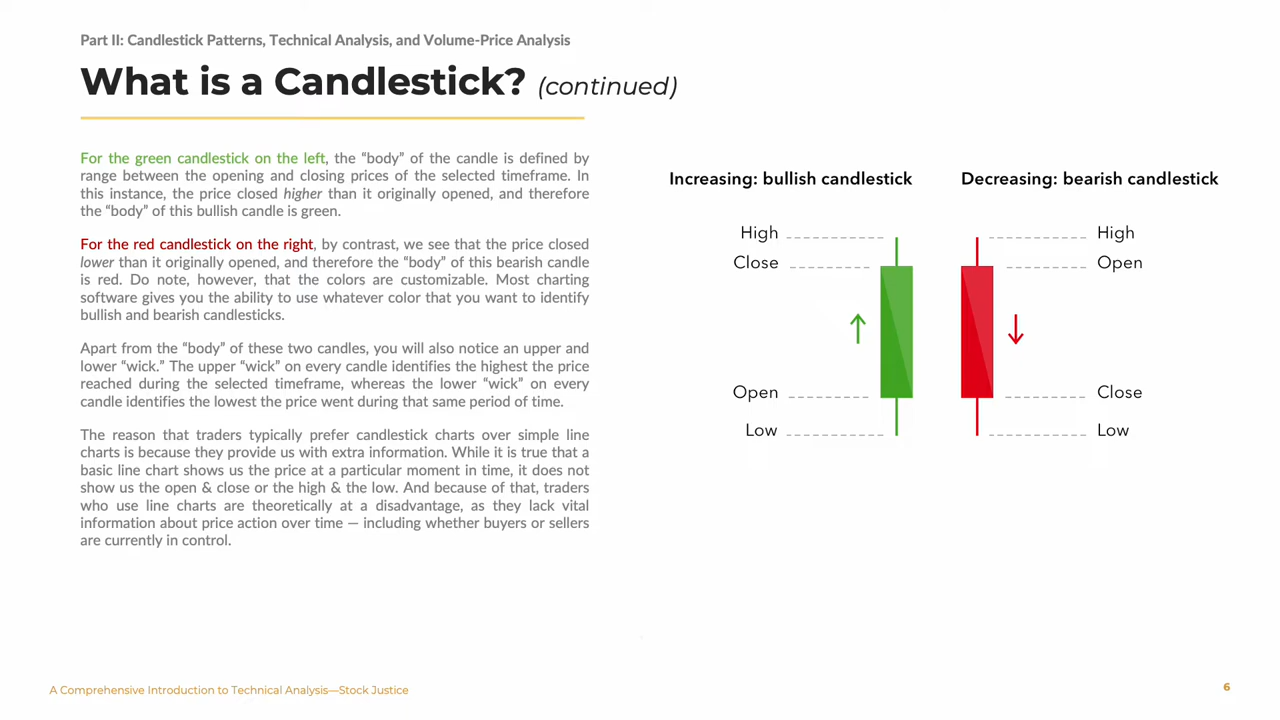 Part II: Candlestick Patterns, Technical Analysis, and Volume-Price Analysis
What is a Candlestick? (continued)
For the green candlestick on the left, the “body” of the candle is defined by
range between the opening and closing prices of the selected timeframe. In
this instance, the price closed higher than it originally opened, and therefore
the “body” of this bullish candle is green.
For the red candlestick on the right, by contrast, we see that the price closed
lower than it originally opened, and therefore the “body” of this bearish candle
is red. Do note, however, that the colors are customizable. Most charting
software gives you the ability to use whatever color that you want to identify
bullish and bearish candlesticks.
Apart from the “body” of these two candles, you will also notice an upper and
lower “wick.” The upper “wick” on every candle identifies the highest the price
reached during the selected timeframe, whereas the lower “wick” on every
candle identifies the lowest the price went during that same period of time.
The reason that traders typically prefer candlestick charts over simple line
charts is because they provide us with extra information. While it is true that a
basic line chart shows us the price at a particular moment in time, it does not
show us the open & close or the high & the low. And because of that, traders
who use line charts are theoretically at a disadvantage, as they lack vital
information about price action over time — including whether buyers or sellers
are currently in control.
Increasing: bullish candlestick
High
Close
Open
Low
Decreasing: bearish candlestick
High
Open
Close
Low
A Comprehensive Introduction to Technical Analysis—Stock Justice
6